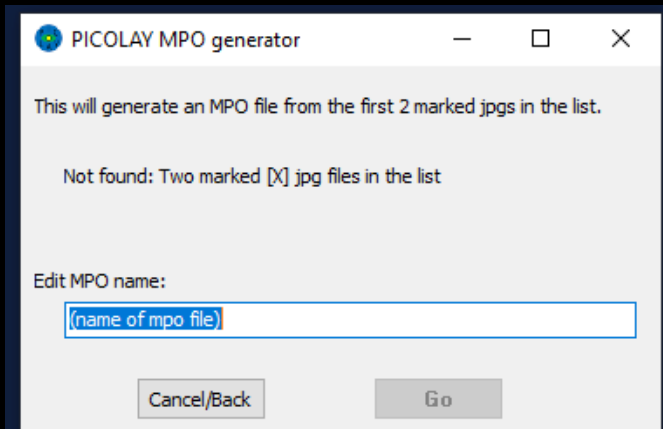 PICOLAY MPO generator
This will generate an MPO file from the first 2 marked jpgs in the list.
Not found: Two marked [X] jpg files in the list
Edit MPO name:
(name of mpo file)
Cancel/Back
Go